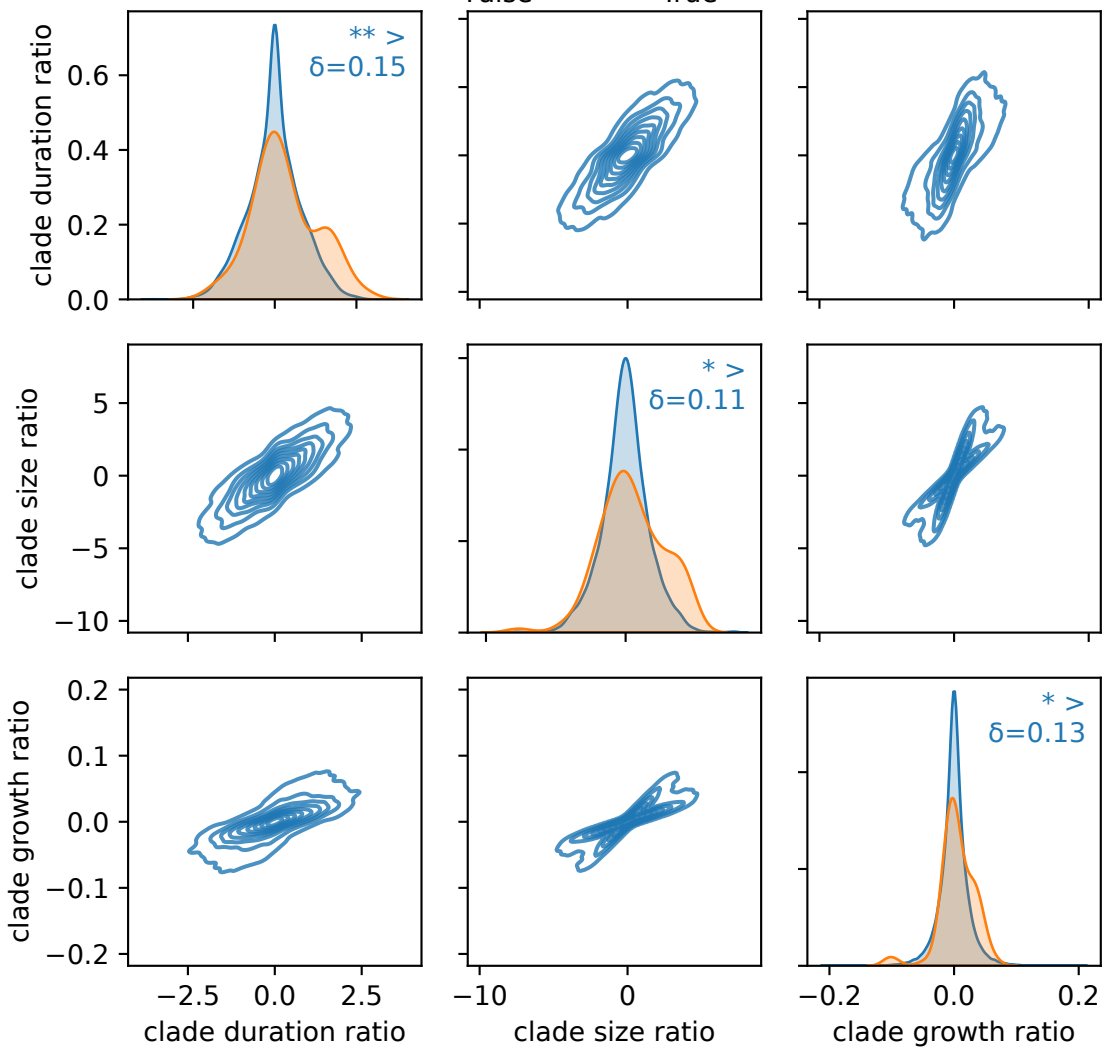 clade duration ratio
0.6
0.4
0.2
0.0
** >
δ=0.15
clade size ratio
5
0
−5
−10
* >
δ=0.11
clade growth ratio
0.2
0.1
0.0
−0.1
−0.2
* >
δ=0.13
−2.5 0.0 2.5
−10 0
−0.2 0.0 0.2
clade duration ratio
clade size ratio
clade growth ratio